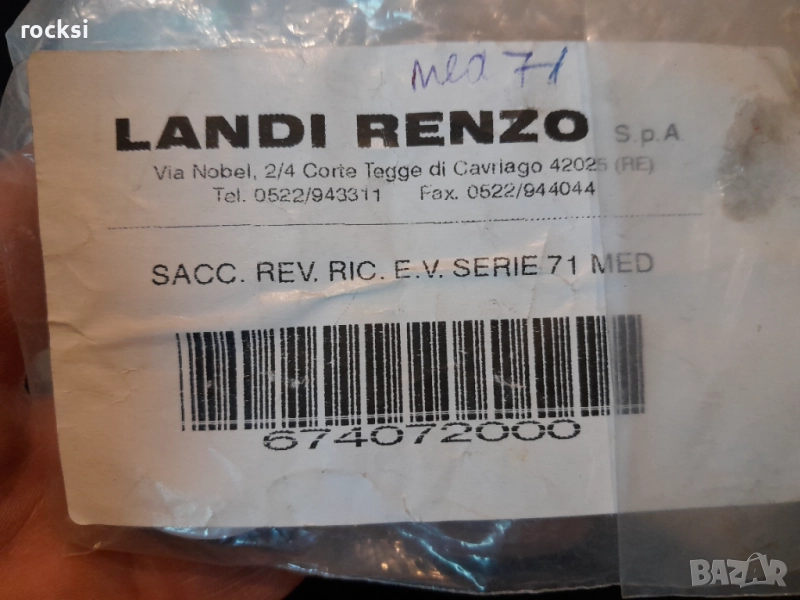 rocksi
med 71
LANDI RENZO S.p.A.
Via Nobel, 2/4 Corte Tegge di Cavriago 42025 (RE)
Tel. 0522/943311 Fax. 0522/944044
SACC. REV. RIC. E.V. SERIE 71 MED
674072000
BAZAR